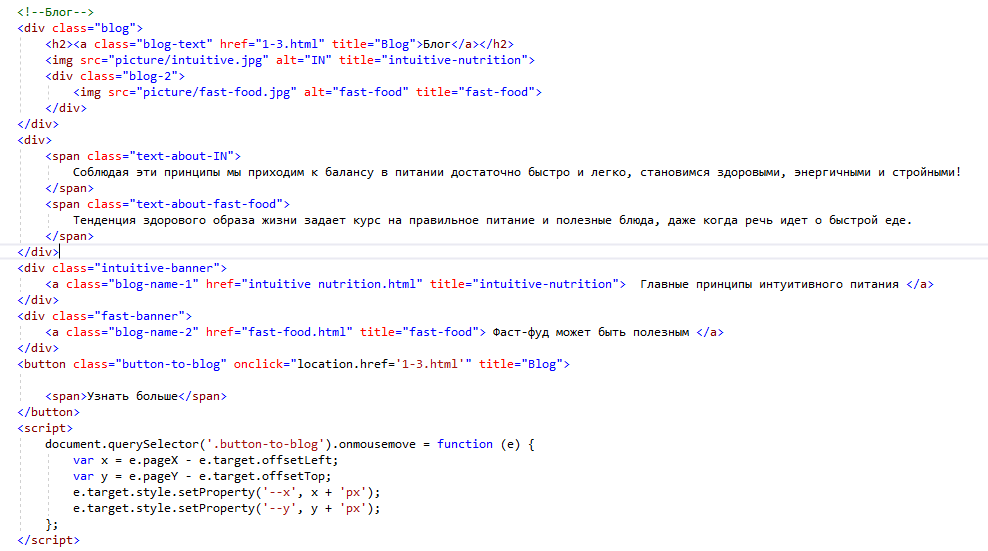 <!--Блог-->
<div class="blog">
    <h2><a class="blog-text" href="1-3.html" title="Blog">Блог</a></h2>
    <img src="picture/intuitive.jpg" alt="IN" title="intuitive-nutrition">
    <div class="blog-2">
        <img src="picture/fast-food.jpg" alt="fast-food" title="fast-food">
    </div>
</div>
<div>
    <span class="text-about-IN">
        Соблюдая эти принципы мы приходим к балансу в питании достаточно быстро и легко, становимся здоровыми, энергичными и стройными!
    </span>
    <span class="text-about-fast-food">
        Тенденция здорового образа жизни задает курс на правильное питание и полезные блюда, даже когда речь идет о быстрой еде.
    </span>
</div>
<div class="intuitive-banner">
    <a class="blog-name-1" href="intuitive nutrition.html" title="intuitive-nutrition">  Главные принципы интуитивного питания </a>
</div>
<div class="fast-banner">
    <a class="blog-name-2" href="fast-food.html" title="fast-food"> Фаст-фуд может быть полезным </a>
</div>
<button class="button-to-blog" onclick="location.href='1-3.html'" title="Blog">
    <span>Узнать больше</span>
</button>
<script>
    document.querySelector('.button-to-blog').onmousemove = function (e) {
        var x = e.pageX - e.target.offsetLeft;
        var y = e.pageY - e.target.offsetTop;
        e.target.style.setProperty('--x', x + 'px');
        e.target.style.setProperty('--y', y + 'px');
    };
</script>